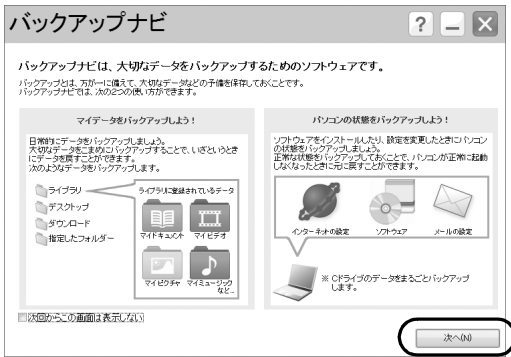 バックアップナビ
?
バックアップナビは、大切なデータをバックアップするためのソフトウェアです。
バックアップとは、万が一に備えて、大切なデータなどの予備を保存しておくことです。
バックアップナビでは、次の2つの使い方ができます。
マイデータをバックアップしよう!
日常的にデータをバックアップしましょう。
大切なデータをこまめにバックアップすることで、いざというとき
にデータを戻すことができます。
次のようなデータをバックアップします。
ライブラリ
デスクトップ
ダウンロード
指定したフォルダー
ライブラリに登録されているデータ
マイドキュメント
マイビデオ
マイピクチャ
マイミュージック
など...
パソコンの状態をバックアップしよう!
ソフトウェアをインストールしたり、設定を変更したときにパソコン
の状態をバックアップしましょう。
正常な状態をバックアップしておくことで、パソコンが正常に起動
しなくなったときに元に戻すことができます。
インターネットの設定
ソフトウェア
メールの設定
※ Cドライブのデータをまるごとバックアップ
します。
次回からこの画面は表示しない
次へ(N)